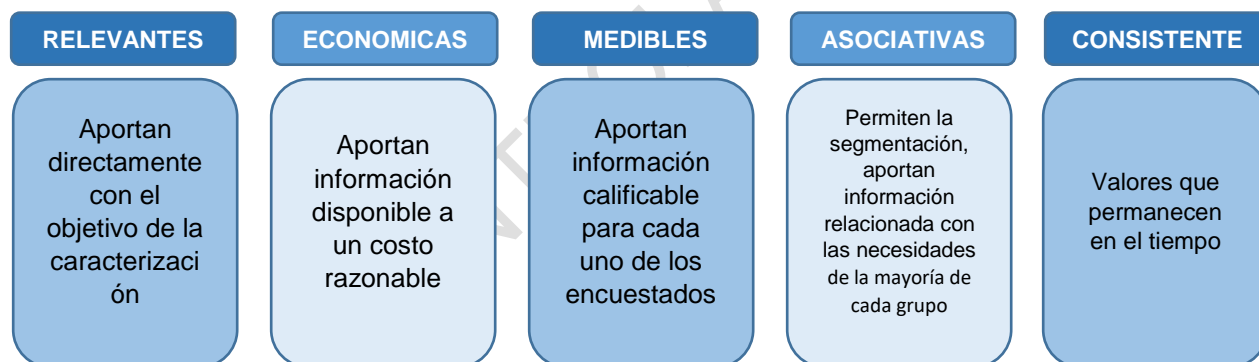 RELEVANTES
Aportan
directamente
con el
objetivo de la
caracterizaci
ón
ECONOMICAS
Aportan
información
disponible a
un costo
razonable
MEDIBLES
Aportan
información
calificable
para cada
uno de los
encuestados
ASOCIATIVAS
Permiten la
segmentación,
aportan
información
relacionada con
las necesidades
de la mayoría de
cada grupo
CONSISTENTE
Valores que
permanecen
en el tiempo